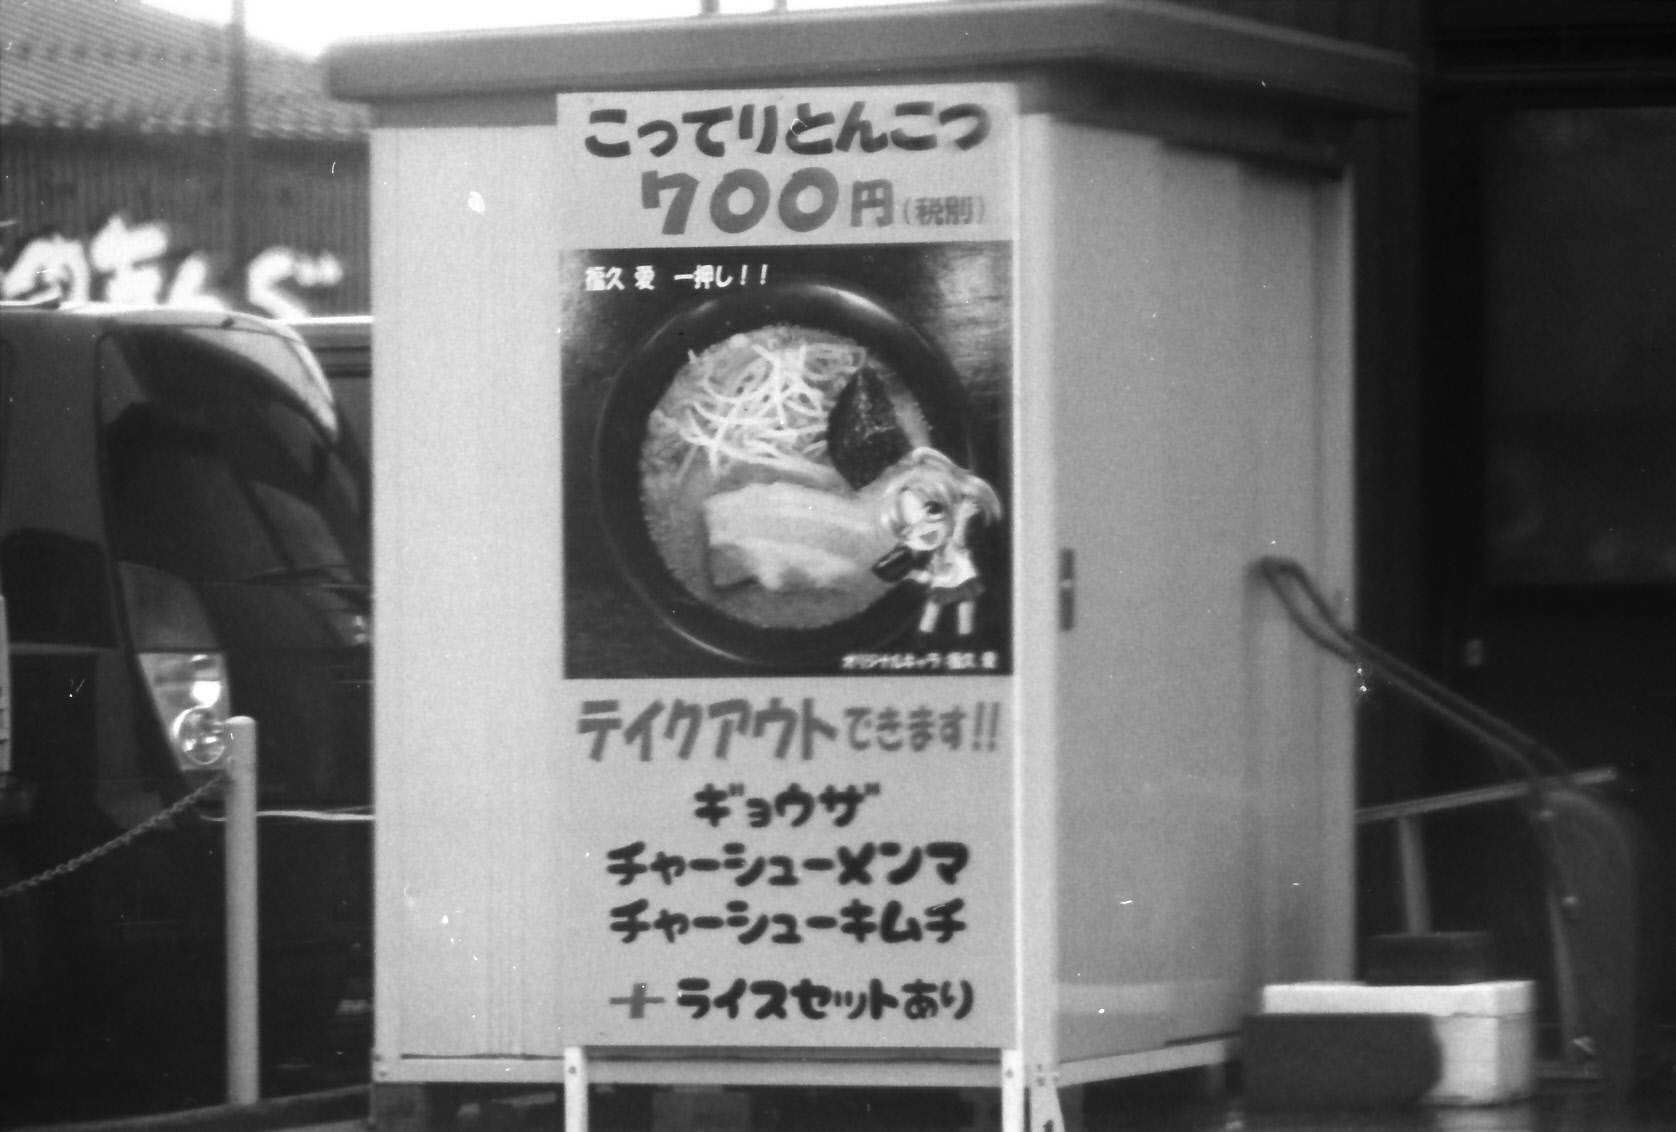 こってりとんこつ
700円(税別)
福久 愛 一押し!!
オリジナルキャラ 福久 愛
テイクアウトできます!!
ギョウザ
チャーシューメンマ
チャーシューキムチ
+ライスセットあり